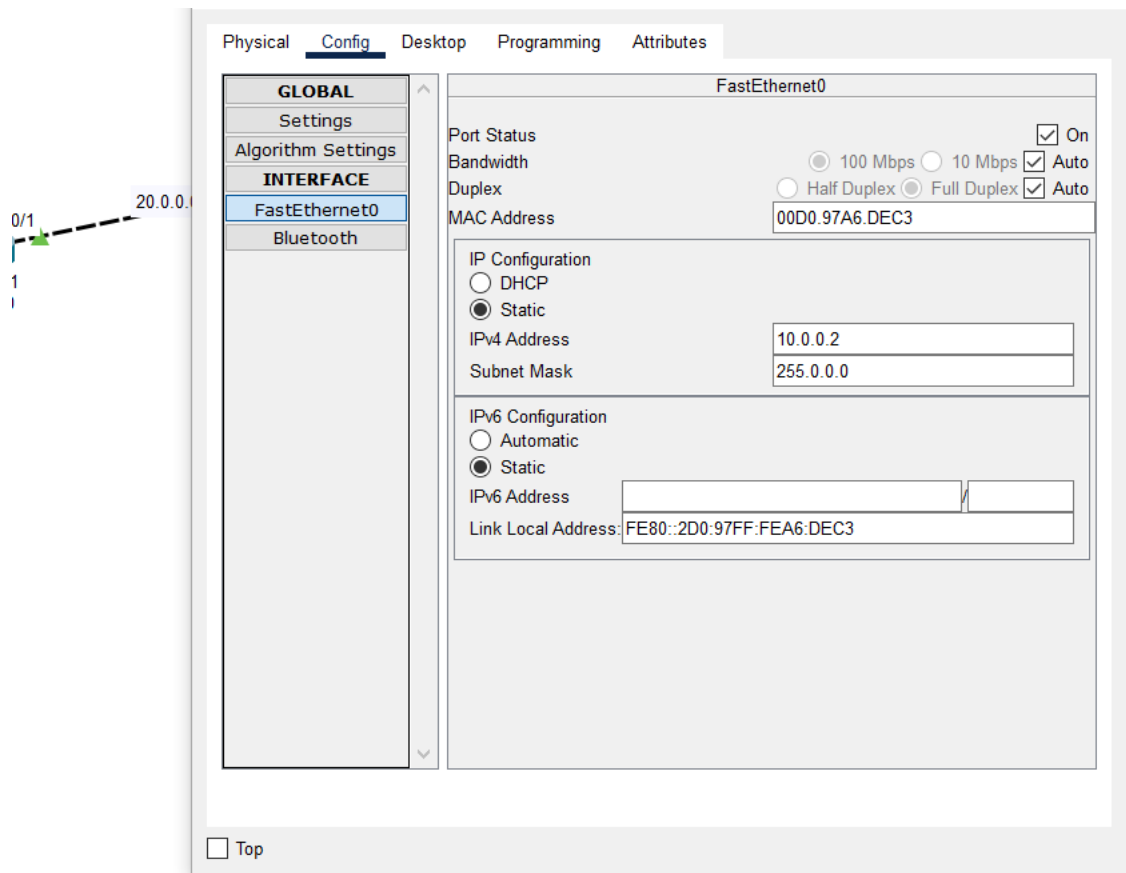 Physical Config Desktop Programming Attributes
GLOBAL
Settings
Algorithm Settings
INTERFACE
FastEthernet0
Bluetooth
FastEthernet0
Port Status On
Bandwidth 100 Mbps 10 Mbps Auto
Duplex Half Duplex Full Duplex Auto
MAC Address 00D0.97A6.DEC3
IP Configuration
DHCP
Static
IPv4 Address 10.0.0.2
Subnet Mask 255.0.0.0
IPv6 Configuration
Automatic
Static
IPv6 Address /
Link Local Address: FE80::2D0:97FF:FEA6:DEC3
Top
20.0.0.
0/1
1